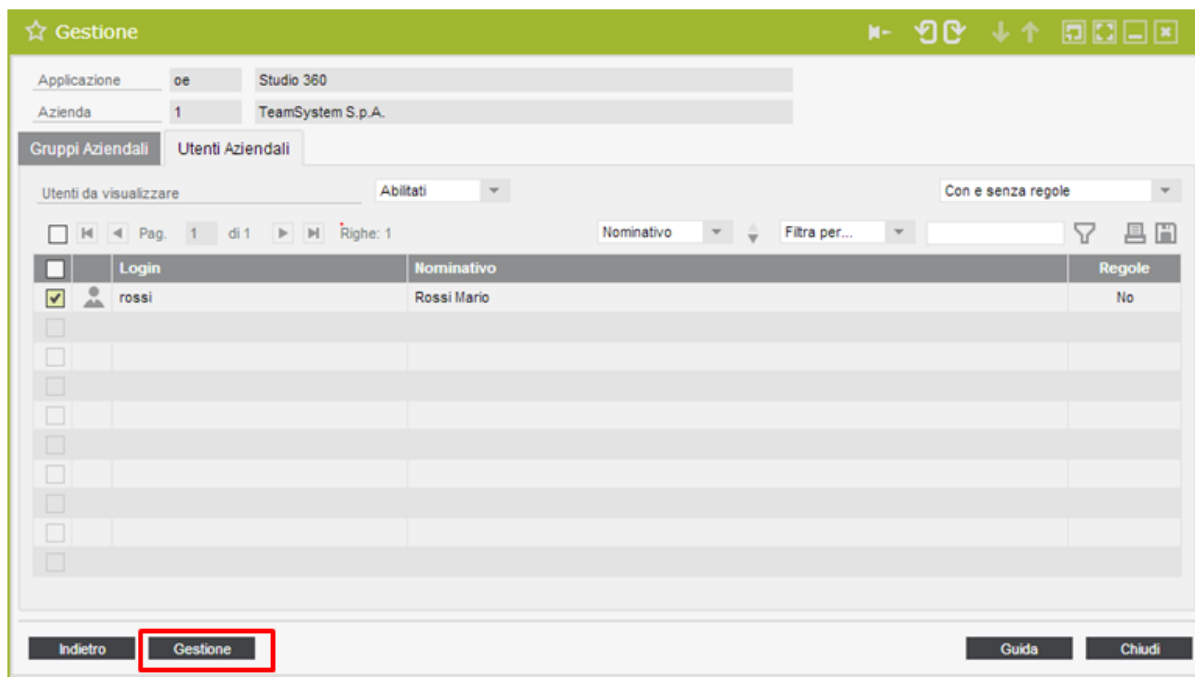 Gestione
Applicazione oe Studio 360
Azienda 1 TeamSystem S.p.A.
Gruppi Aziendali Utenti Aziendali
Utenti da visualizzare Abilitati Con e senza regole
Pag. 1 di 1 Righe: 1 Nominativo Filtra per...
Login Nominativo Regole
rossi Rossi Mario No
Indietro Gestione Guida Chiudi